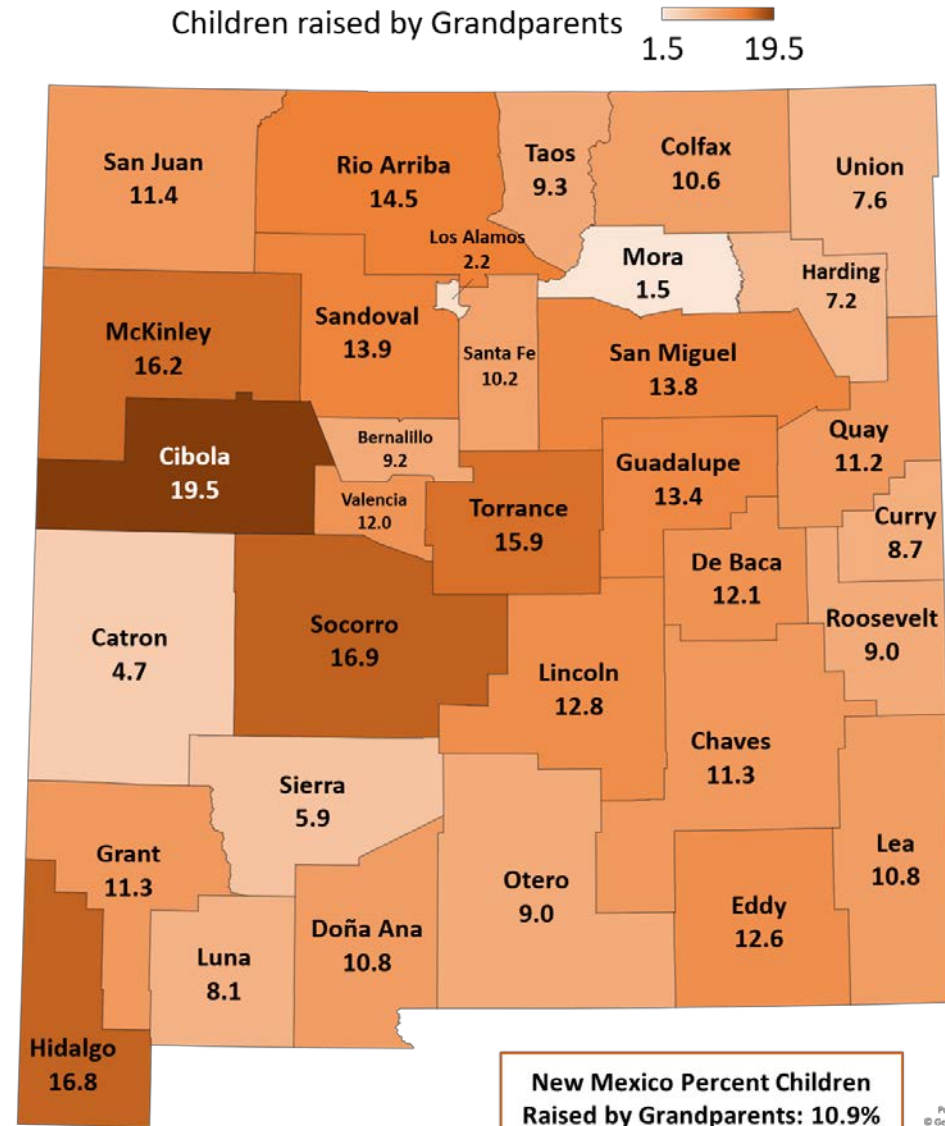 Children raised by Grandparents
1.5 19.5
San Juan
11.4
Rio Arriba
14.5
Taos
9.3
Colfax
10.6
Union
7.6
Los Alamos
2.2
Mora
1.5
Harding
7.2
McKinley
16.2
Sandoval
13.9
Santa Fe
10.2
San Miguel
13.8
Cibola
19.5
Bernalillo
9.2
Valencia
12.0
Torrance
15.9
Guadalupe
13.4
Quay
11.2
Curry
8.7
De Baca
12.1
Roosevelt
9.0
Catron
4.7
Socorro
16.9
Lincoln
12.8
Chaves
11.3
Sierra
5.9
Grant
11.3
Luna
8.1
Doña Ana
10.8
Otero
9.0
Eddy
12.6
Lea
10.8
Hidalgo
16.8
New Mexico Percent Children
Raised by Grandparents: 10.9%